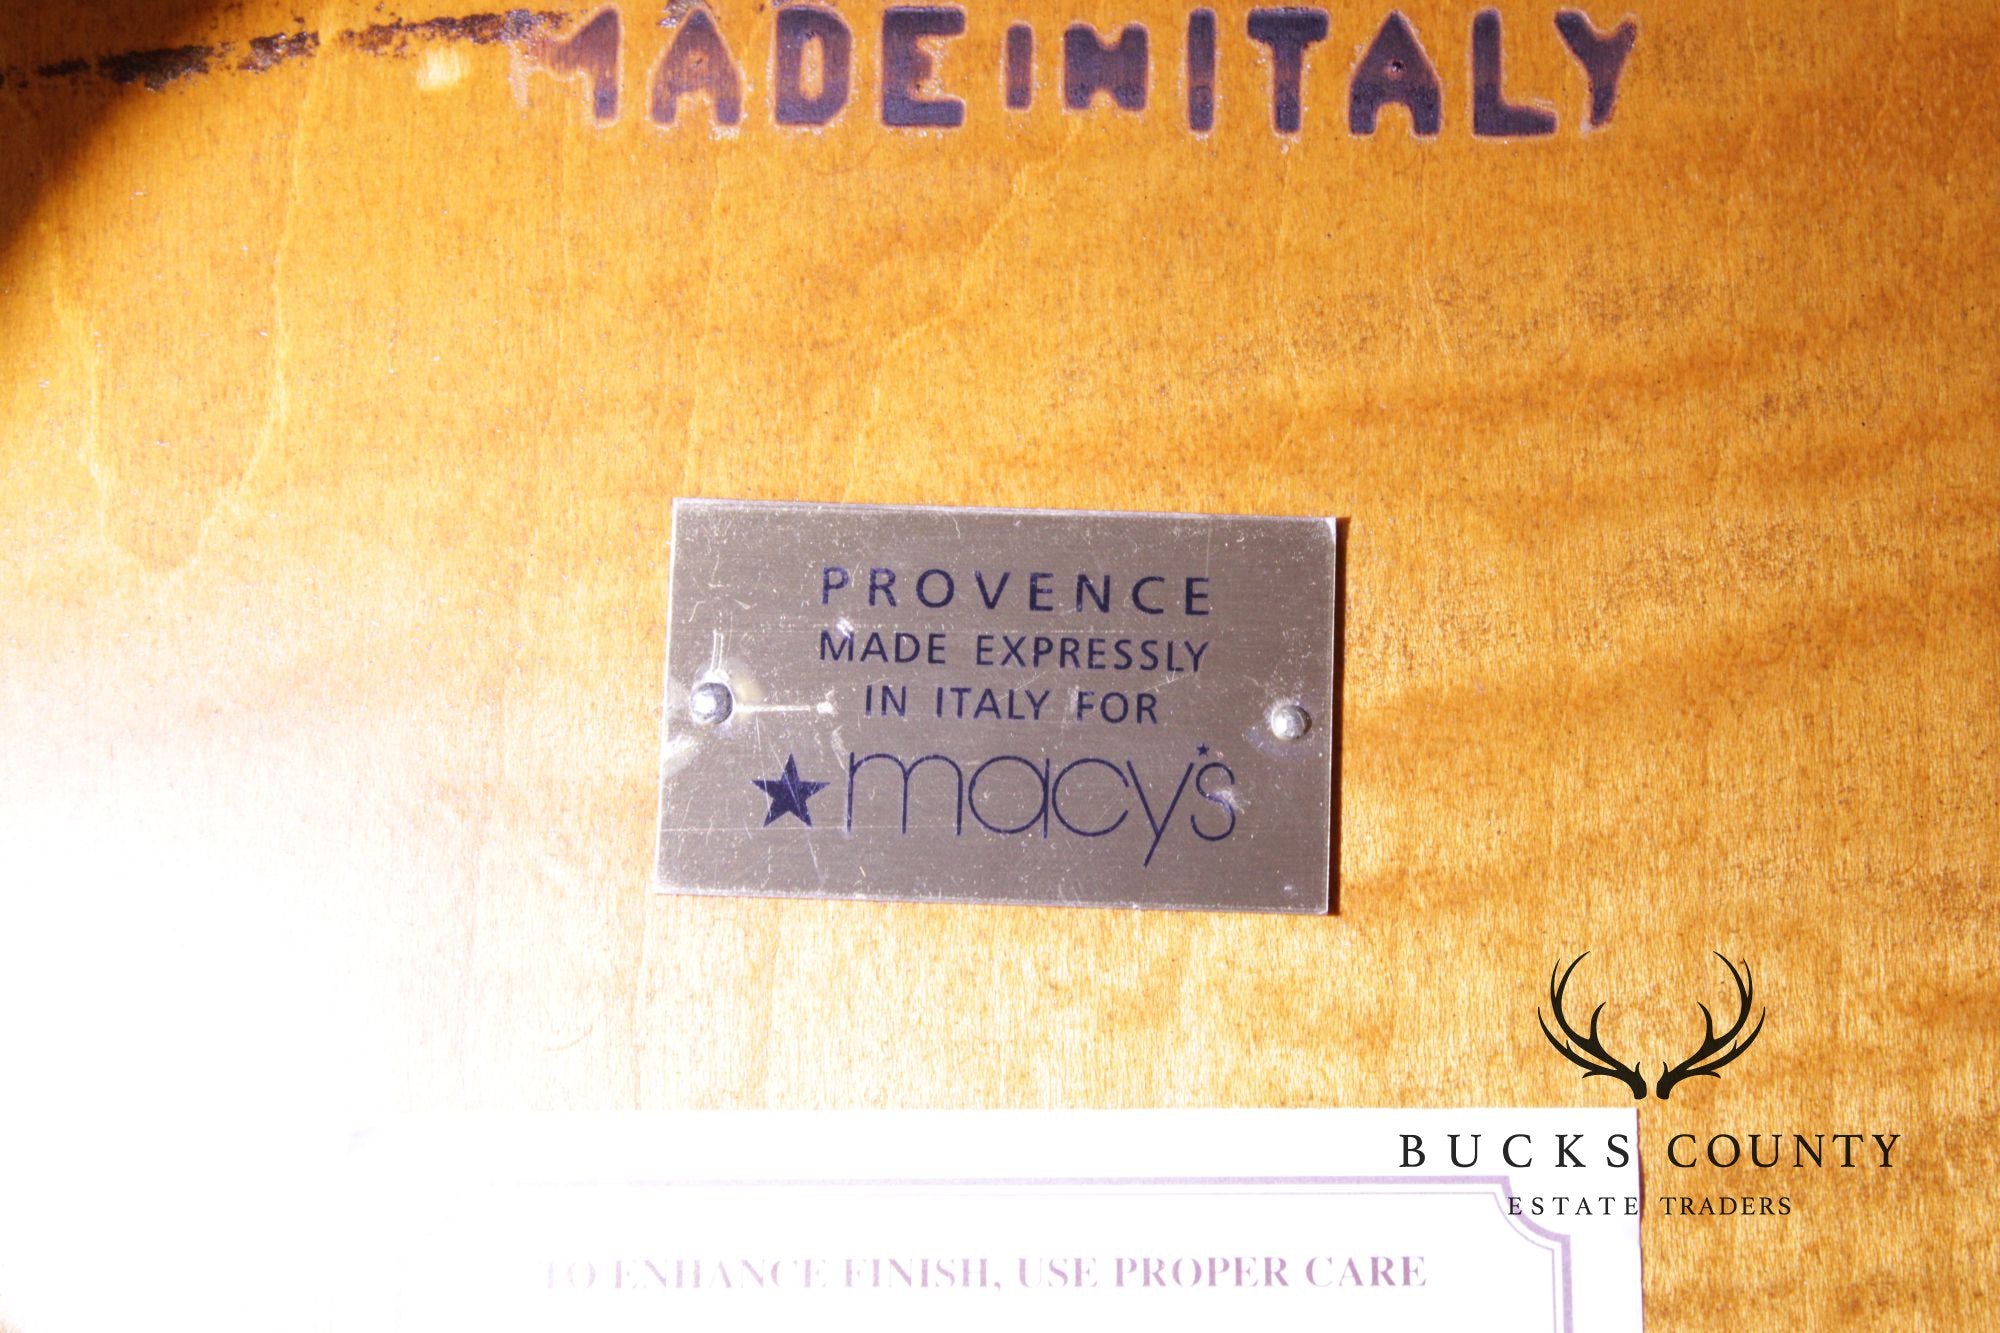 MADE IN ITALY
PROVENCE
MADE EXPRESSLY
IN ITALY FOR
★macy's
BUCKS COUNTY
ESTATE TRADERS
TO ENHANCE FINISH, USE PROPER CARE